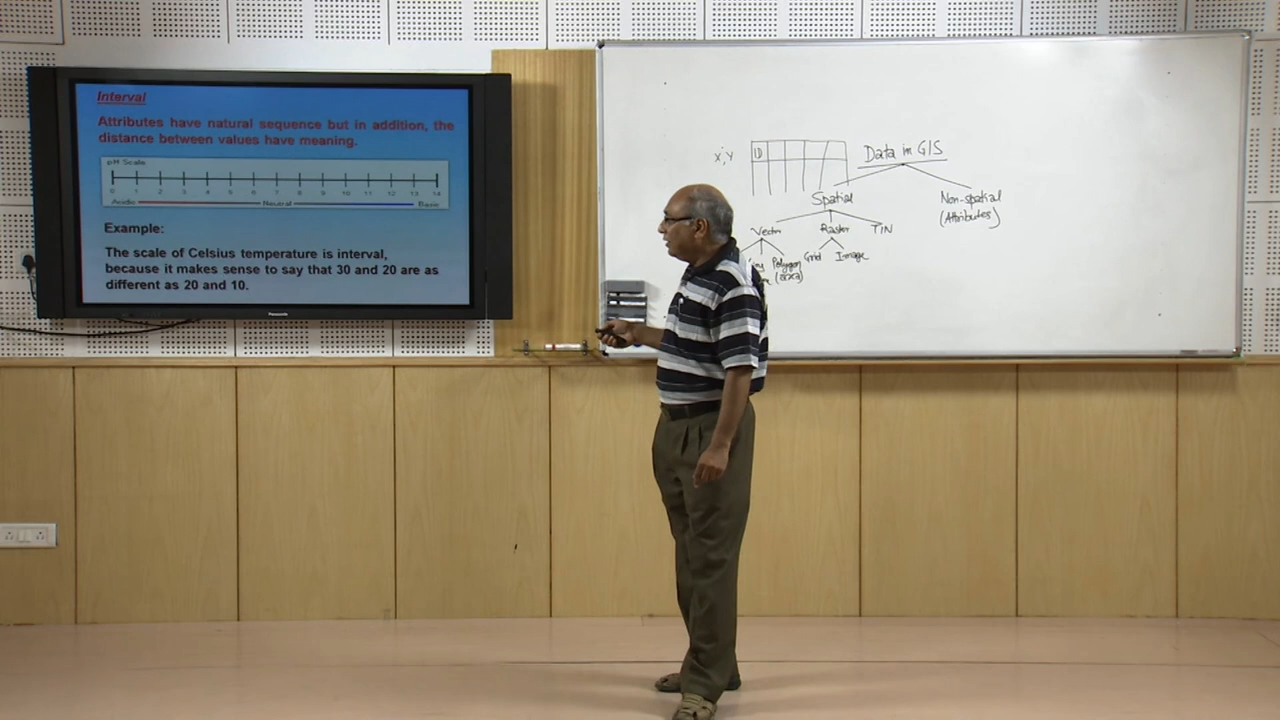 Interval
Attributes have natural sequence but in addition, the
distance between values have meaning.
pH Scale
0 1 2 3 4 5 6 7 8 9 10 11 12 13 14
Acidic Neutral Basic
Example:
The scale of Celsius temperature is interval,
because it makes sense to say that 30 and 20 are as
different as 20 and 10.
Panasonic
X, Y
ID
Data in GIS
Spatial
Non-spatial
(Attributes)
Vector Raster TIN
Polygon Grid Image
(area)